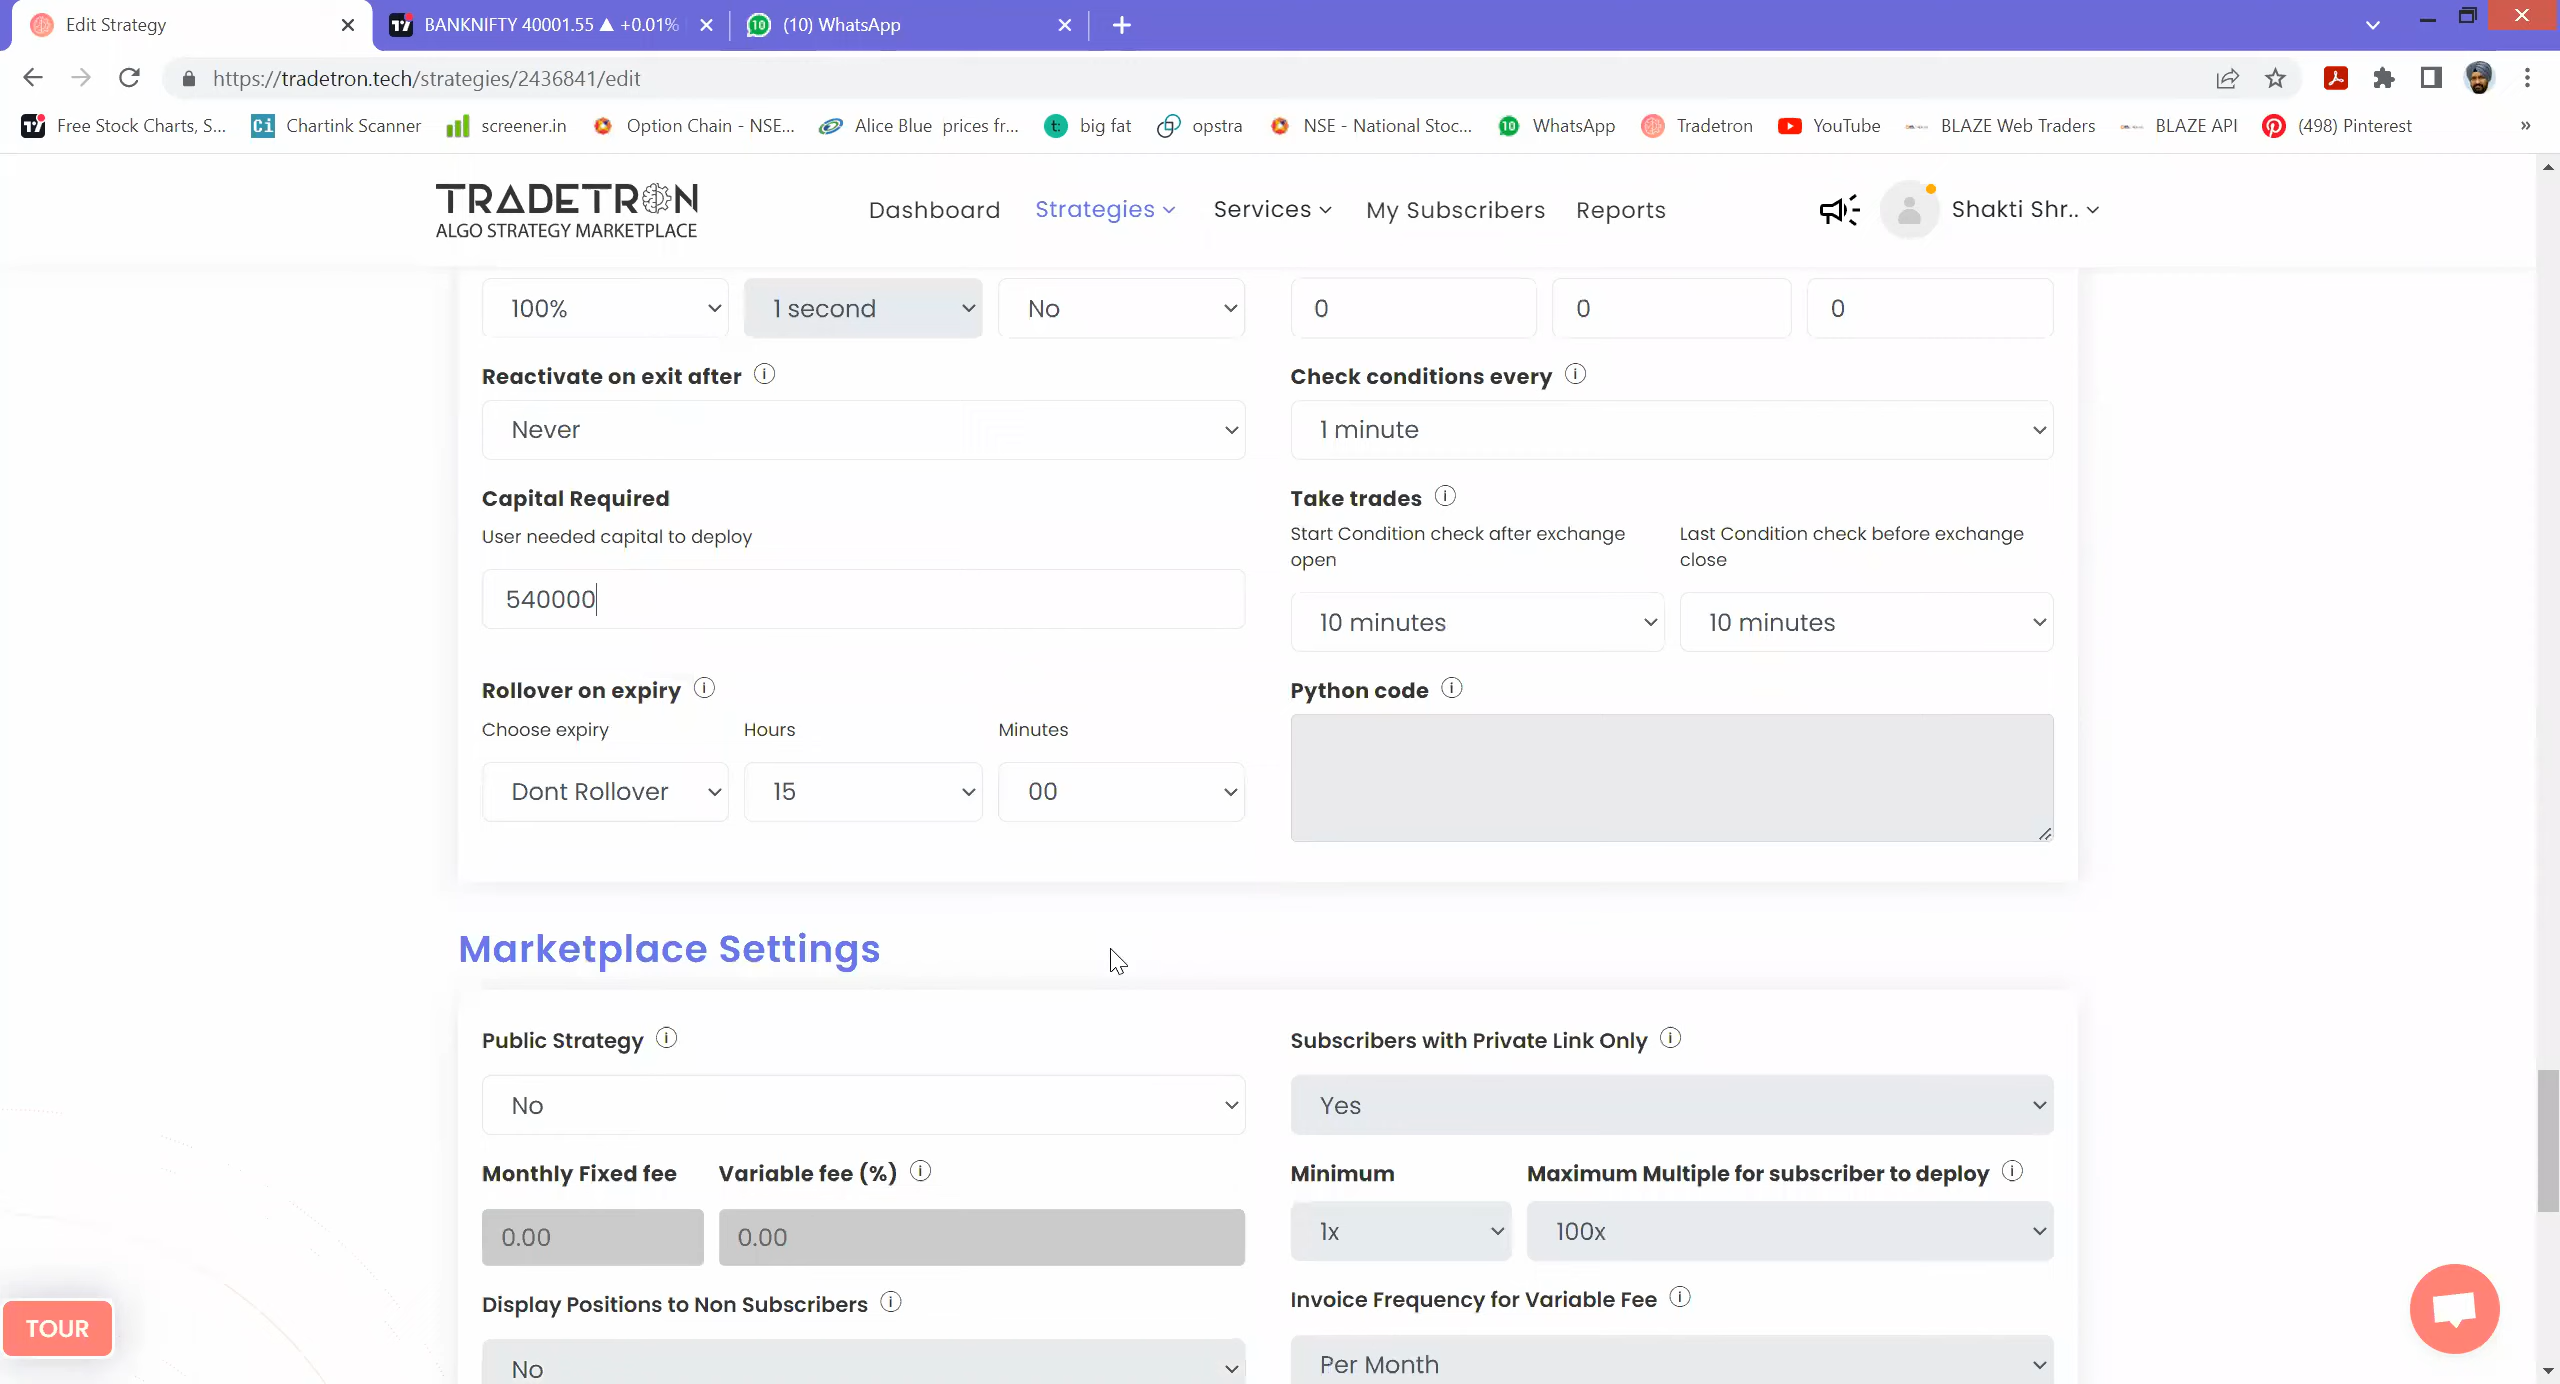 Edit Strategy
BANKNIFTY 40001.55 ▲ +0.01%
10
(10) WhatsApp
https://tradetron.tech/strategies/2436841/edit
Free Stock Charts, S...
Ci
Chartink Scanner
screener.in
Option Chain - NSE...
Alice Blue prices fr...
t:
big fat
opstra
NSE - National Stoc...
10
WhatsApp
Tradetron
YouTube
BLAZE Web Traders
BLAZE API
(498) Pinterest
»
TRADETRON
ALGO STRATEGY MARKETPLACE
Dashboard
Strategies
Services
My Subscribers
Reports
Shakti Shr..
100%
1 second
No
0
0
0
Reactivate on exit after
Check conditions every
Never
1 minute
Capital Required
Take trades
User needed capital to deploy
Start Condition check after exchange
open
Last Condition check before exchange
close
540000
10 minutes
10 minutes
Rollover on expiry
Python code
Choose expiry
Hours
Minutes
Dont Rollover
15
00
Marketplace Settings
Public Strategy
Subscribers with Private Link Only
No
Yes
Monthly Fixed fee
Variable fee (%)
Minimum
Maximum Multiple for subscriber to deploy
0.00
0.00
1x
100x
Display Positions to Non Subscribers
Invoice Frequency for Variable Fee
TOUR
No
Per Month